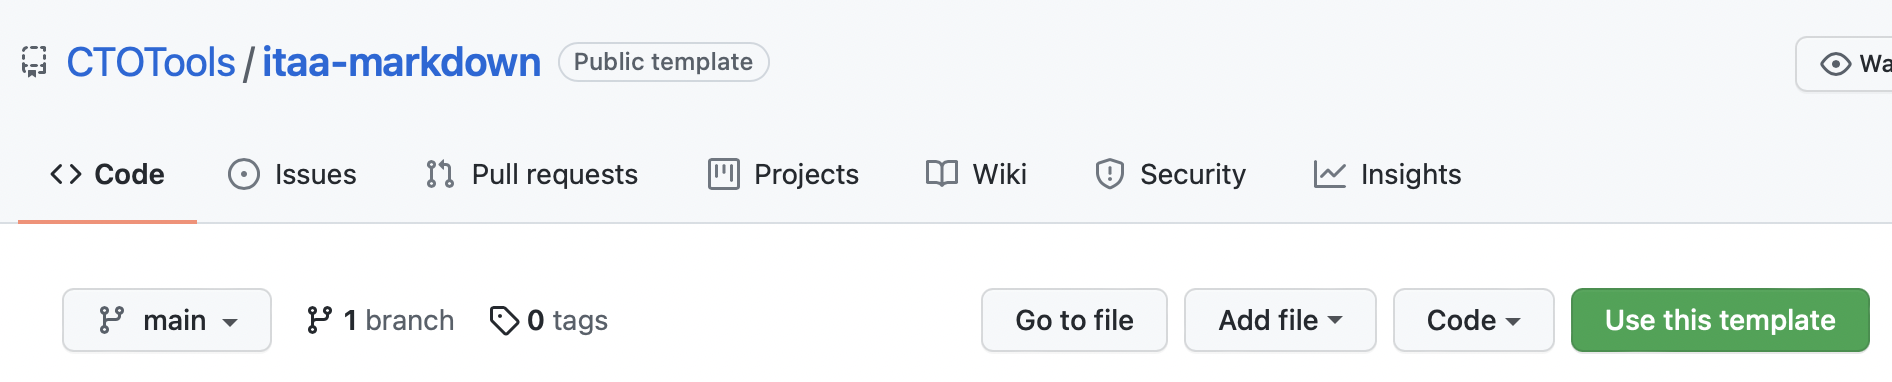 CTOTools / itaa-markdown Public template Wa
Code Issues Pull requests Projects Wiki Security Insights
main 1 branch 0 tags Go to file Add file Code Use this template